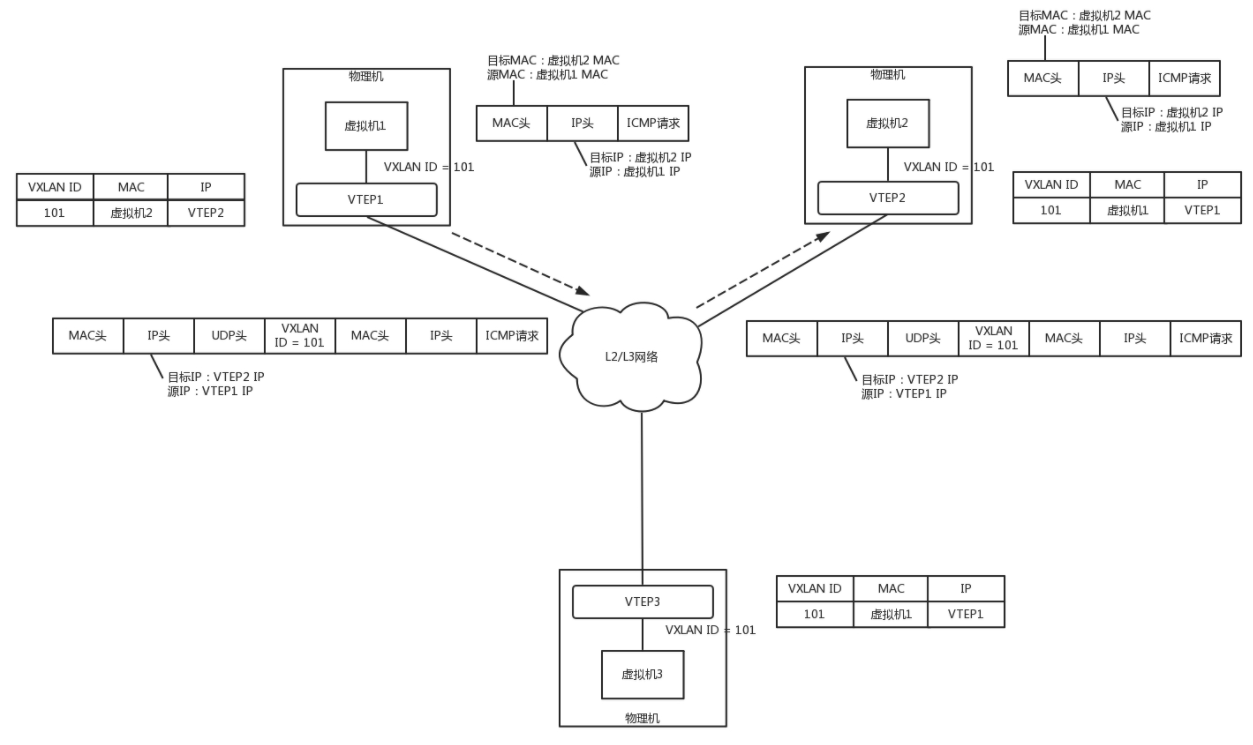 目标MAC：虚拟机2 MAC
源MAC：虚拟机1 MAC
物理机
虚拟机1
VXLAN ID = 101
VTEP1
MAC头 IP头 ICMP请求
目标IP：虚拟机2 IP
源IP：虚拟机1 IP
VXLAN ID MAC IP
101 虚拟机2 VTEP2
目标MAC：虚拟机2 MAC
源MAC：虚拟机1 MAC
物理机
虚拟机2
VXLAN ID = 101
VTEP2
MAC头 IP头 ICMP请求
目标IP：虚拟机2 IP
源IP：虚拟机1 IP
VXLAN ID MAC IP
101 虚拟机1 VTEP1
MAC头 IP头 UDP头 VXLAN MAC头 IP头 ICMP请求
ID = 101
目标IP：VTEP2 IP
源IP：VTEP1 IP
L2/L3网络
MAC头 IP头 UDP头 VXLAN MAC头 IP头 ICMP请求
ID = 101
目标IP：VTEP2 IP
源IP：VTEP1 IP
VTEP3
VXLAN ID = 101
虚拟机3
物理机
VXLAN ID MAC IP
101 虚拟机1 VTEP1